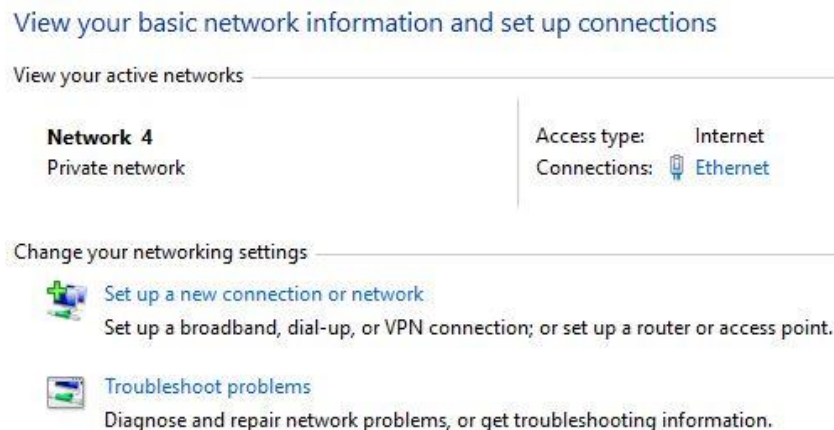 View your basic network information and set up connections
View your active networks
Network 4
Private network
Access type: Internet
Connections: Ethernet
Change your networking settings
Set up a new connection or network
Set up a broadband, dial-up, or VPN connection; or set up a router or access point.
Troubleshoot problems
Diagnose and repair network problems, or get troubleshooting information.